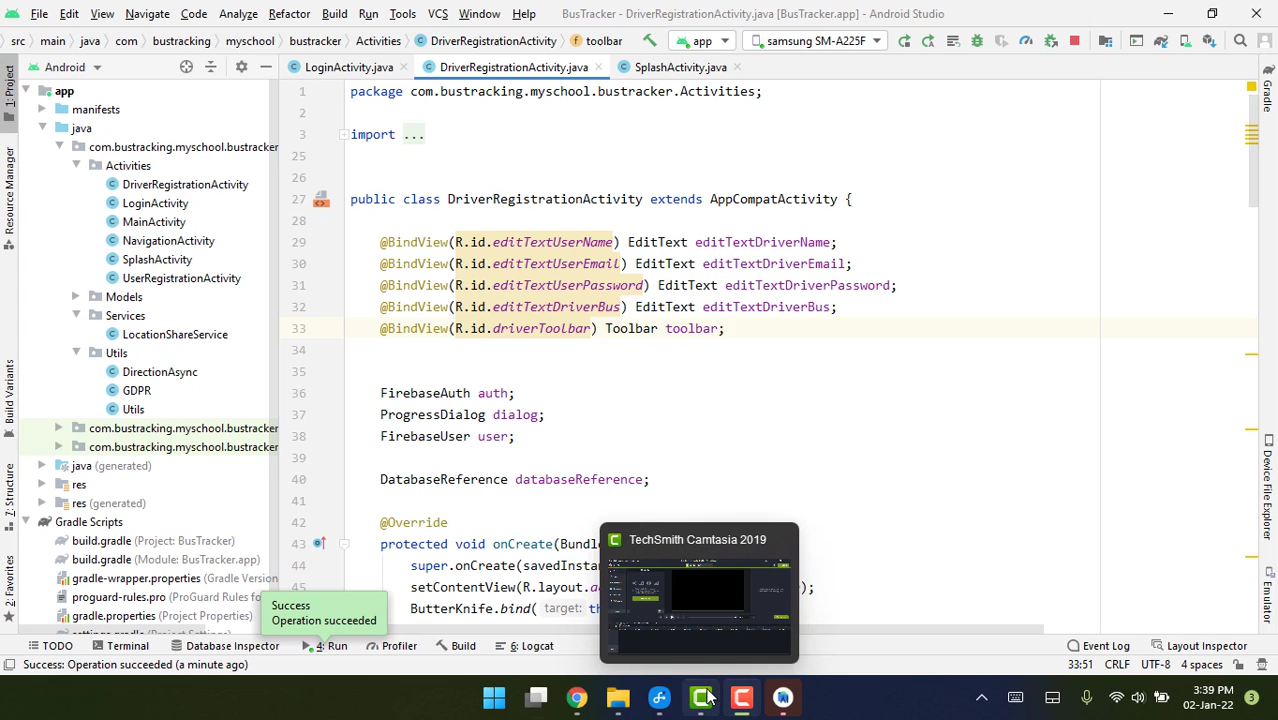 File Edit View Navigate Code Analyze Refactor Build Run Tools VCS Window Help BusTracker - DriverRegistrationActivity.java [BusTracker.app] - Android Studio
src main java com bustracking myschool bustracker Activities DriverRegistrationActivity toolbar app samsung SM-A225F
Android LoginActivity.java DriverRegistrationActivity.java SplashActivity.java
1: Project
Resource Manager
Build Variants
7: Structure
2: Favorites
app
manifests
java
com.bustracking.myschool.bustracker
Activities
DriverRegistrationActivity
LoginActivity
MainActivity
NavigationActivity
SplashActivity
UserRegistrationActivity
Models
Services
LocationShareService
Utils
DirectionAsync
GDPR
Utils
com.bustracking.myschool.bustracker
com.bustracking.myschool.bustracker
java (generated)
res
res (generated)
Gradle Scripts
build.gradle (Project: BusTracker)
build.gradle (Module: BusTracker.app)
gradle-wrapper.properties (Gradle Version
proguard-rules.pro (ProGuard Rules for
gradle.properties (Project
1 package com.bustracking.myschool.bustracker.Activities;
2
3 import ...
25
26
27 public class DriverRegistrationActivity extends AppCompatActivity {
28
29 @BindView(R.id.editTextUserName) EditText editTextDriverName;
30 @BindView(R.id.editTextUserEmail) EditText editTextDriverEmail;
31 @BindView(R.id.editTextUserPassword) EditText editTextDriverPassword;
32 @BindView(R.id.editTextDriverBus) EditText editTextDriverBus;
33 @BindView(R.id.driverToolbar) Toolbar toolbar;
34
35
36 FirebaseAuth auth;
37 ProgressDialog dialog;
38 FirebaseUser user;
39
40 DatabaseReference databaseReference;
41
42 @Override
43 protected void onCreate(Bundle
44 super.onCreate(savedInstan
45 setContentView(R.layout.a );
ButterKnife.bind( target: th
Gradle
Device File Explorer
Emulator
TechSmith Camtasia 2019
Success
Operation succeeded
TODO Terminal Database Inspector 4: Run Profiler Build 6: Logcat Event Log Layout Inspector
Success: Operation succeeded (a minute ago) 33:51 CRLF UTF-8 4 spaces
3:39 PM
02-Jan-22
3